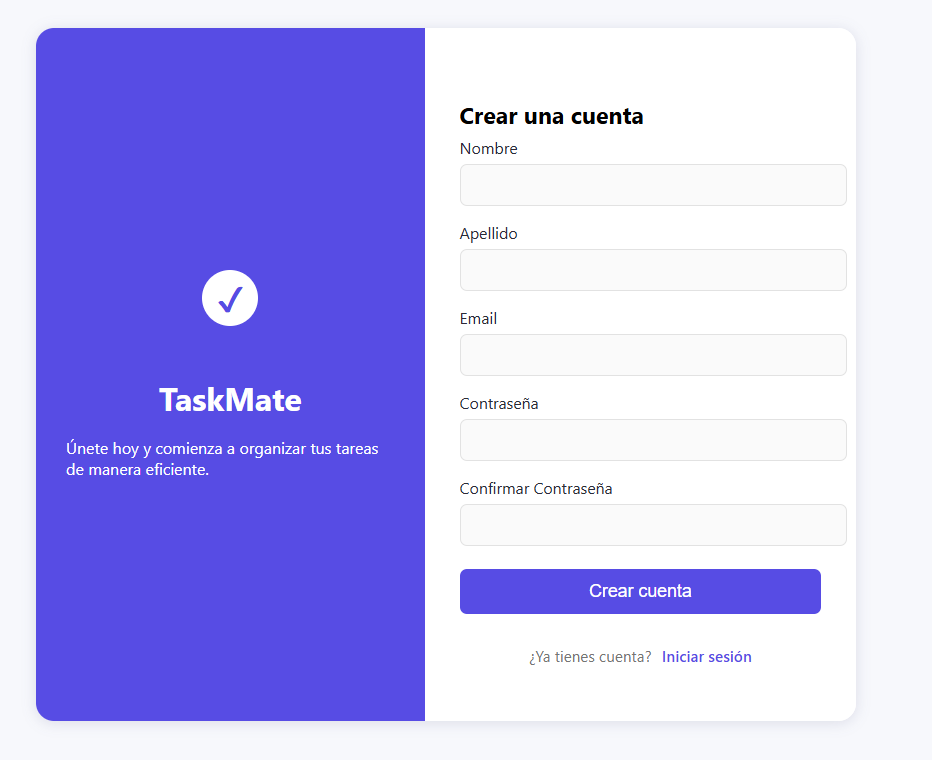 TaskMate
Únete hoy y comienza a organizar tus tareas
de manera eficiente.
Crear una cuenta
Nombre
Apellido
Email
Contraseña
Confirmar Contraseña
Crear cuenta
¿Ya tienes cuenta? Iniciar sesión